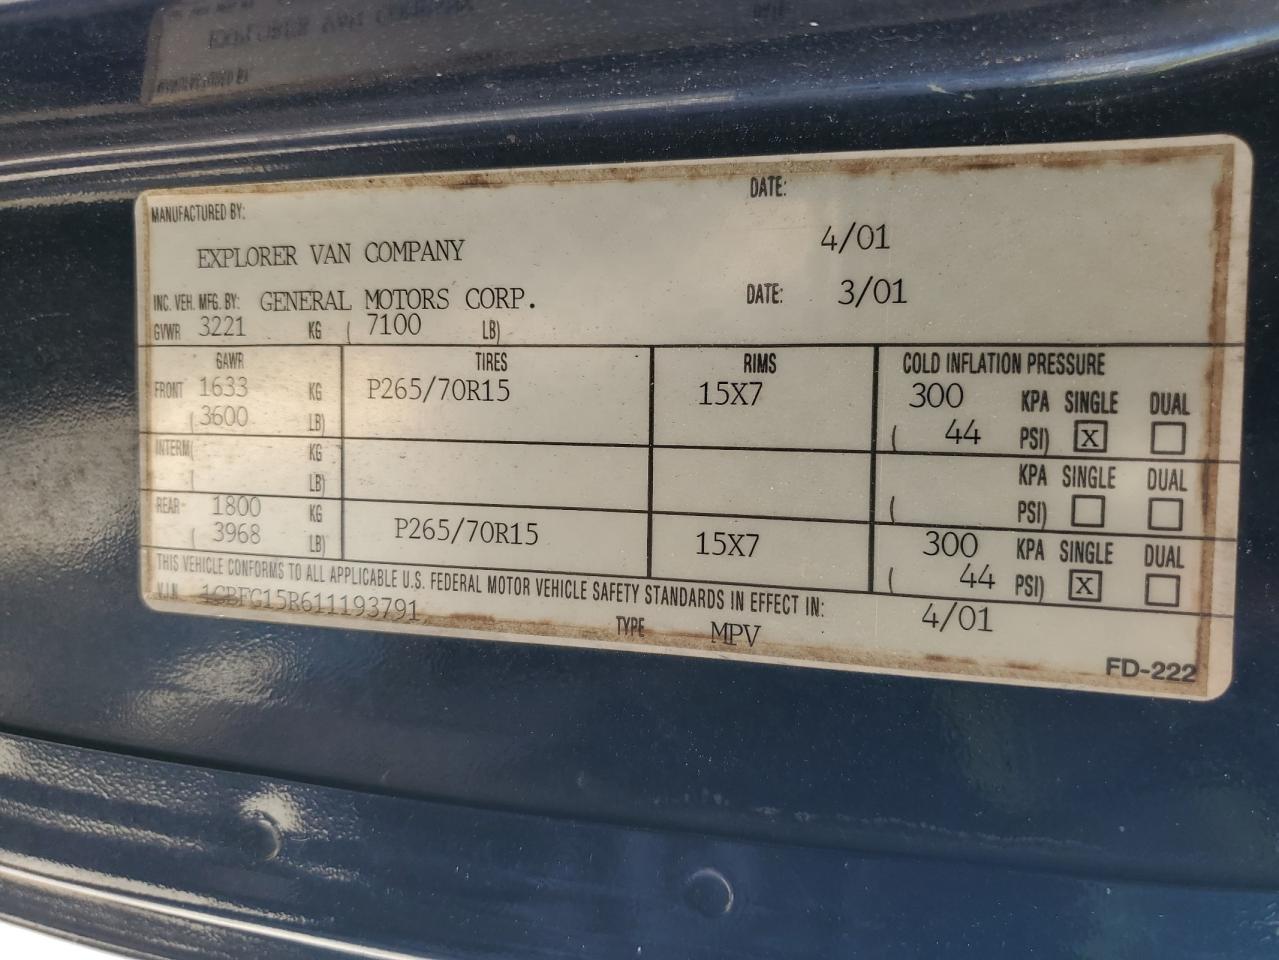 MANUFACTURED BY: DATE:
EXPLORER VAN COMPANY 4/01
INC. VEH. MFG. BY: GENERAL MOTORS CORP. DATE: 3/01
GVWR 3221 KG ( 7100 LB)
GAWR TIRES RIMS COLD INFLATION PRESSURE
FRONT 1633 KG P265/70R15 15X7 300 KPA SINGLE DUAL
(3600 LB) ( 44 PSI) X
INTERM( KG KPA SINGLE DUAL
( LB) ( PSI)
REAR 1800 KG P265/70R15 15X7 300 KPA SINGLE DUAL
( 3968 LB) ( 44 PSI) X
THIS VEHICLE CONFORMS TO ALL APPLICABLE U.S. FEDERAL MOTOR VEHICLE SAFETY STANDARDS IN EFFECT IN: 4/01
VIN 1GBFG15R611193791 TYPE MPV
FD-222